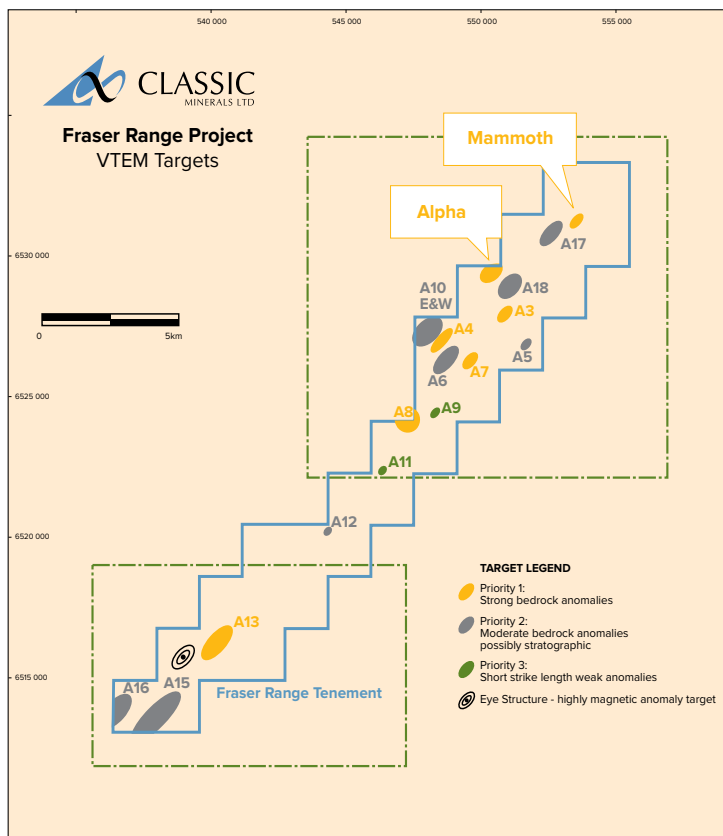 540 000
545 000
550 000
555 000
CLASSIC
MINERALS LTD
Fraser Range Project
VTEM Targets
Mammoth
Alpha
6530 000
A17
A10
E&W
A18
A4
A3
0
5km
A5
A6
A7
6525 000
A8
A9
A11
6520 000
A12
TARGET LEGEND
Priority 1:
Strong bedrock anomalies
Priority 2:
Moderate bedrock anomalies
possibly stratographic
Priority 3:
Short strike length weak anomalies
Eye Structure - highly magnetic anomaly target
A13
6515 000
A16
A15
Fraser Range Tenement